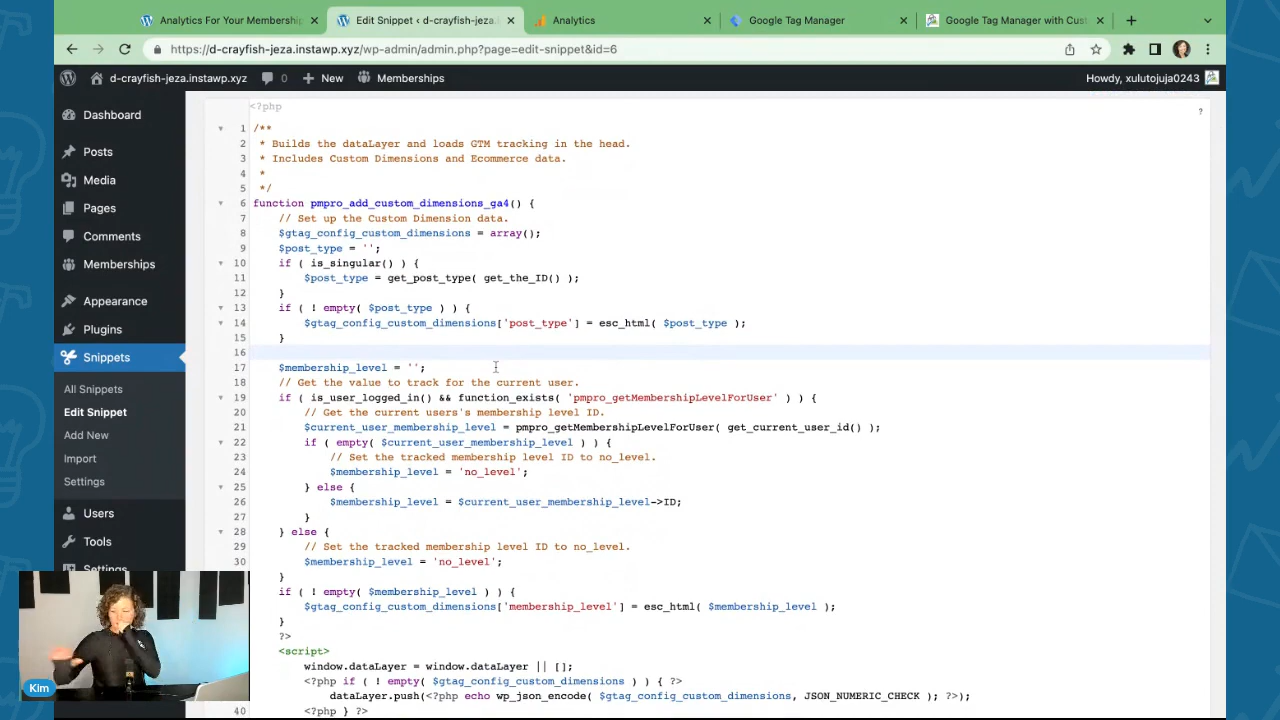 Analytics For Your Membership
Edit Snippet ‹ d-crayfish-jeza.
Analytics
Google Tag Manager
Google Tag Manager with Cust
https://d-crayfish-jeza.instawp.xyz/wp-admin/admin.php?page=edit-snippet&id=6
d-crayfish-jeza.instawp.xyz
0
New
Memberships
Howdy, xulutojuja0243
Dashboard
Posts
Media
Pages
Comments
Memberships
Appearance
Plugins
Snippets
All Snippets
Edit Snippet
Add New
Import
Settings
Users
Tools
Settings
<?php
?
1 /**
2 * Builds the dataLayer and loads GTM tracking in the head.
3 * Includes Custom Dimensions and Ecommerce data.
4 *
5 */
6 function pmpro_add_custom_dimensions_ga4() {
7 // Set up the Custom Dimension data.
8 $gtag_config_custom_dimensions = array();
9 $post_type = '';
10 if ( is_singular() ) {
11 $post_type = get_post_type( get_the_ID() );
12 }
13 if ( ! empty( $post_type ) ) {
14 $gtag_config_custom_dimensions['post_type'] = esc_html( $post_type );
15 }
16
17 $membership_level = '';
18 // Get the value to track for the current user.
19 if ( is_user_logged_in() && function_exists( 'pmpro_getMembershipLevelForUser' ) ) {
20 // Get the current users's membership level ID.
21 $current_user_membership_level = pmpro_getMembershipLevelForUser( get_current_user_id() );
22 if ( empty( $current_user_membership_level ) ) {
23 // Set the tracked membership level ID to no_level.
24 $membership_level = 'no_level';
25 } else {
26 $membership_level = $current_user_membership_level->ID;
27 }
28 } else {
29 // Set the tracked membership level ID to no_level.
30 $membership_level = 'no_level';
}
if ( ! empty( $membership_level ) ) {
$gtag_config_custom_dimensions['membership_level'] = esc_html( $membership_level );
}
?>
<script>
window.dataLayer = window.dataLayer || [];
<?php if ( ! empty( $gtag_config_custom_dimensions ) ) { ?>
dataLayer.push(<?php echo wp_json_encode( $gtag_config_custom_dimensions, JSON_NUMERIC_CHECK ); ?>);
40 <?php } ?>
Kim